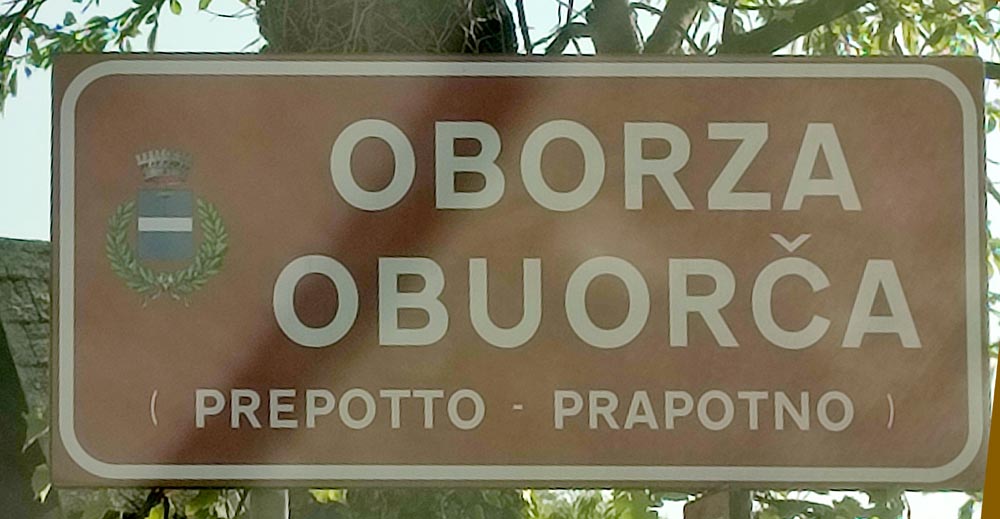 OBORZA
OBUORČA
( PREPOTTO - PRAPOTNO )